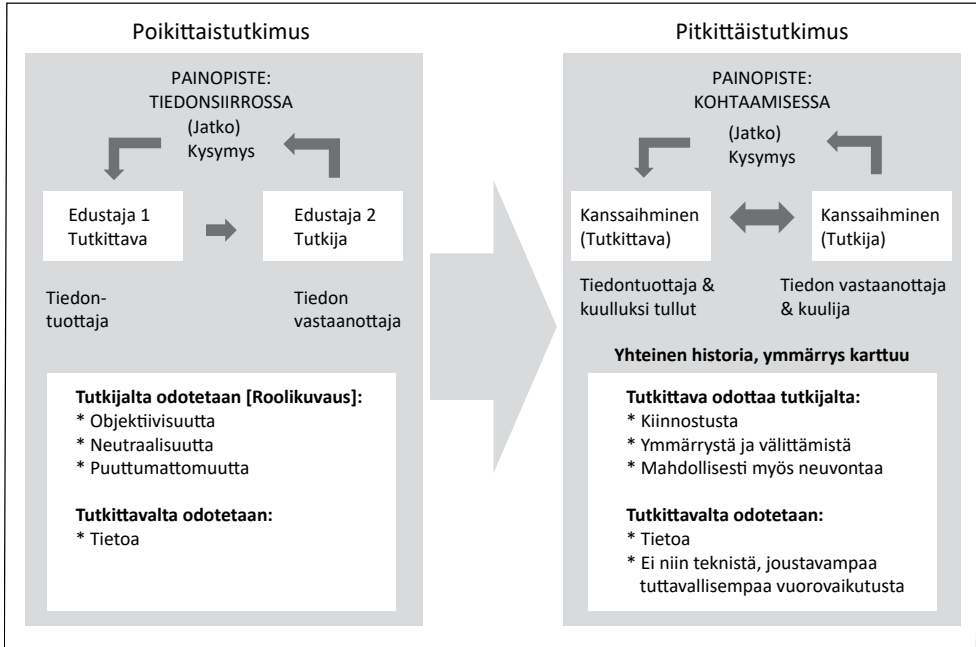 Poikittaistutkimus
PAINOPISTE:
TIEDONSIIRROSSA
(Jatko)
Kysymys
Edustaja 1
Tutkittava
Edustaja 2
Tutkija
Tiedon-
tuottaja
Tiedon
vastaanottaja
Tutkijalta odotetaan [Roolikuvaus]:
* Objektiivisuutta
* Neutraalisuutta
* Puuttumattomuutta
Tutkittavalta odotetaan:
* Tietoa
Pitkittäistutkimus
PAINOPISTE:
KOHTAAMISESSA
(Jatko)
Kysymys
Kanssaihminen
(Tutkittava)
Kanssaihminen
(Tutkija)
Tiedontuottaja &
kuulluksi tullut
Tiedon vastaanottaja
& kuulija
Yhteinen historia, ymmärrys karttuu
Tutkittava odottaa tutkijalta:
* Kiinnostusta
* Ymmärrystä ja välittämistä
* Mahdollisesti myös neuvontaa
Tutkittavalta odotetaan:
* Tietoa
* Ei niin teknistä, joustavampaa
tuttavallisempaa vuorovaikutusta